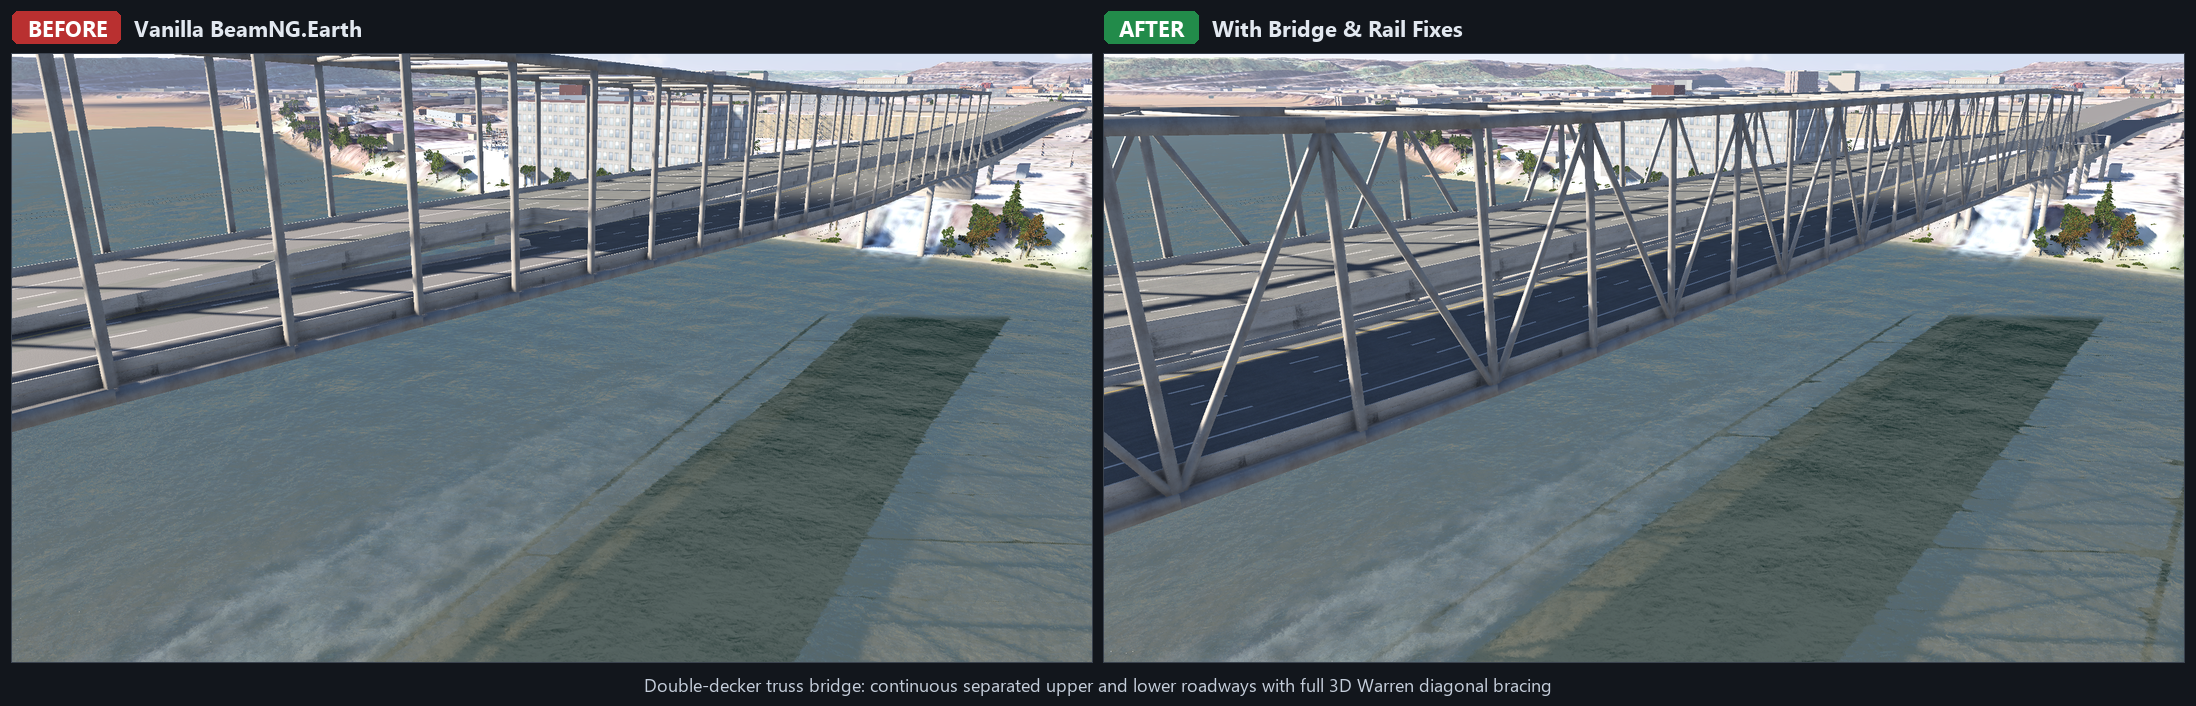 BEFORE Vanilla BeamNG.Earth
AFTER With Bridge & Rail Fixes
Double-decker truss bridge: continuous separated upper and lower roadways with full 3D Warren diagonal bracing